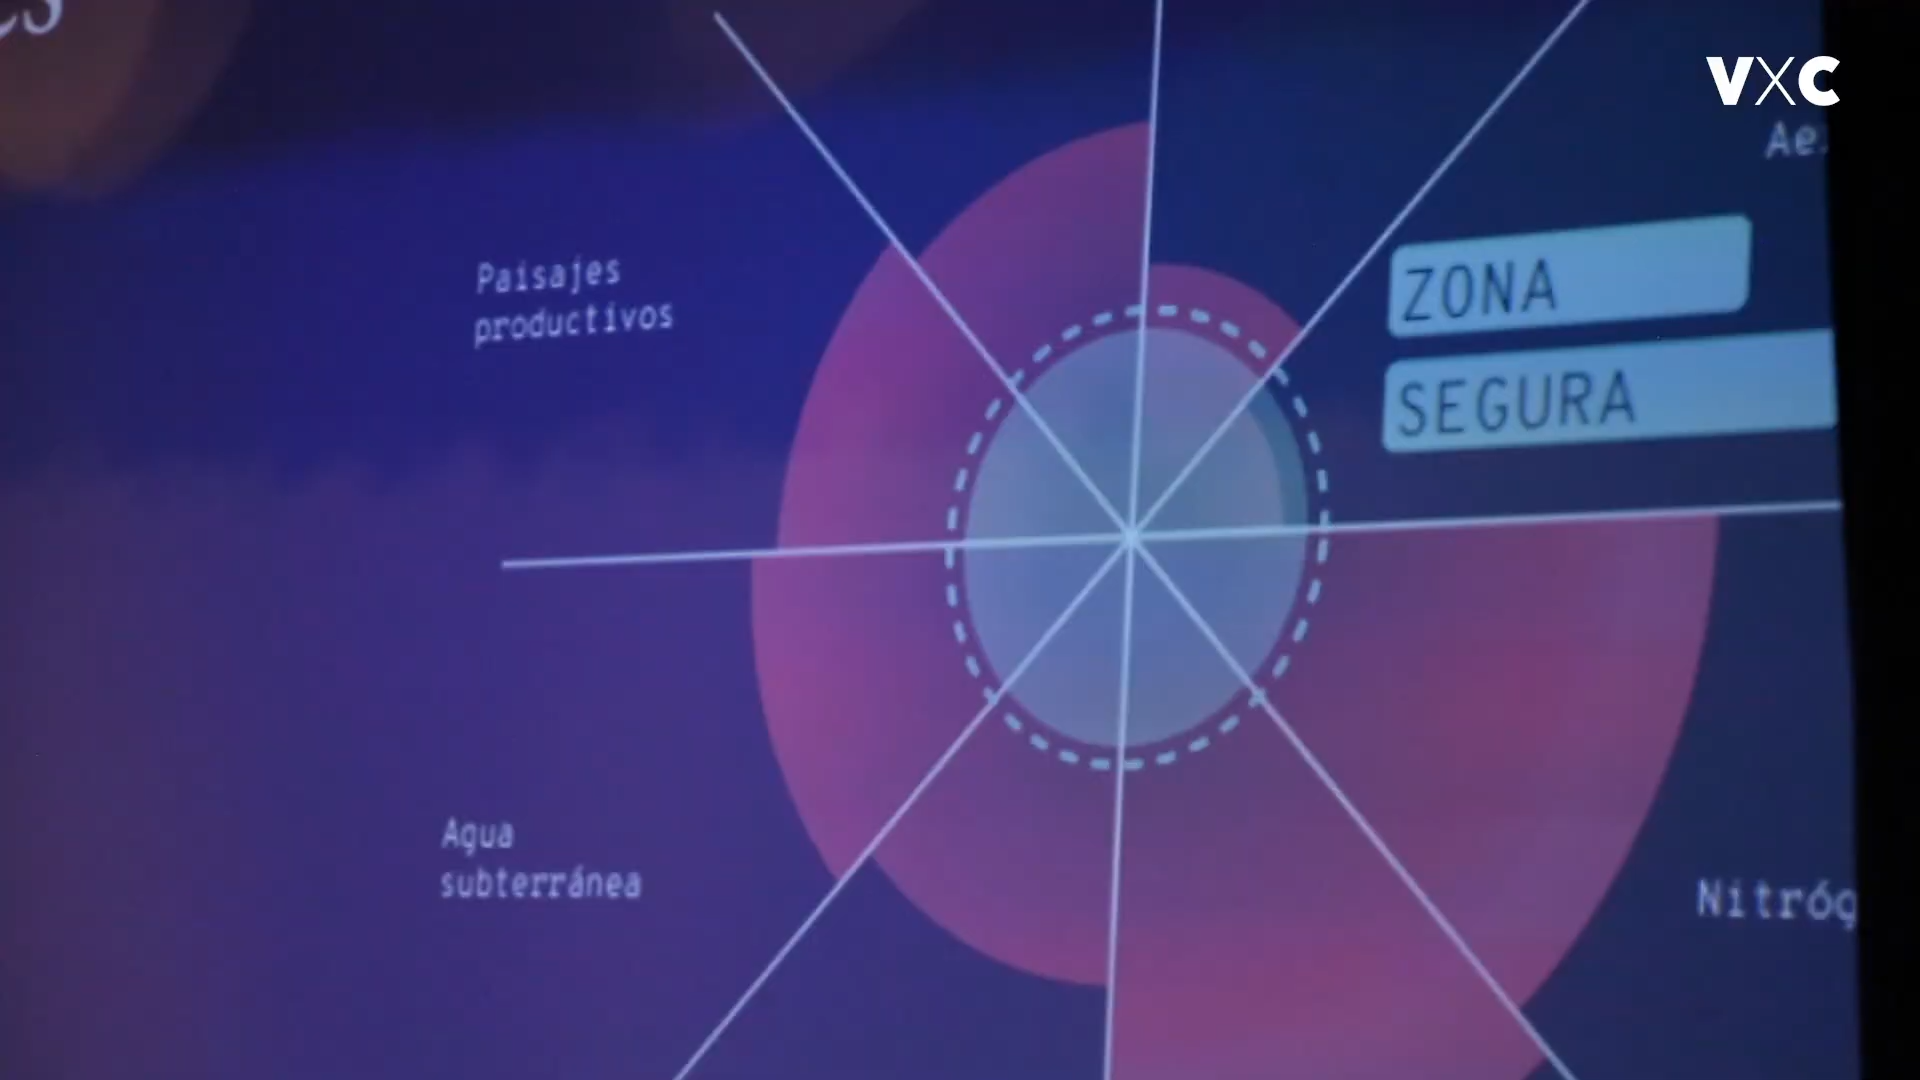 VXC
Paisajes
productivos
ZONA
SEGURA
Agua
subterránea